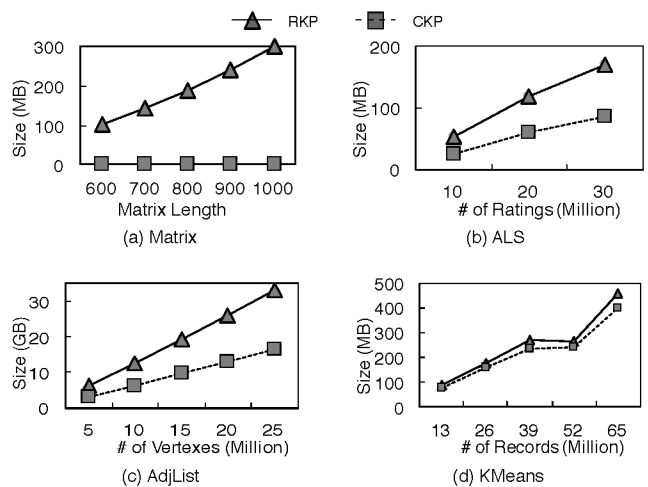 RKP CKP
300
200
100
0
Size (MB)
600 700 800 900 1000
Matrix Length
(a) Matrix
200
100
0
Size (MB)
10 20 30
# of Ratings (Million)
(b) ALS
30
20
10
0
Size (GB)
5 10 15 20 25
# of Vertexes (Million)
(c) AdjList
500
400
300
200
100
0
Size (MB)
13 26 39 52 65
# of Records (Million)
(d) KMeans